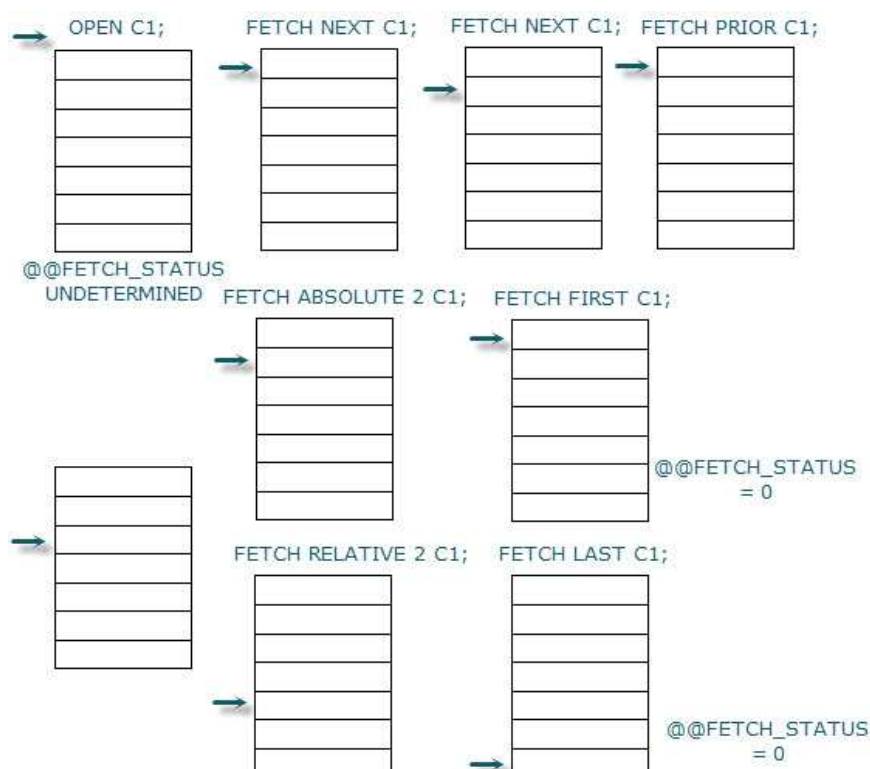 OPEN C1;
FETCH NEXT C1;
FETCH NEXT C1;
FETCH PRIOR C1;
@@FETCH_STATUS
UNDETERMINED
FETCH ABSOLUTE 2 C1;
FETCH FIRST C1;
@@FETCH_STATUS
= 0
FETCH RELATIVE 2 C1;
FETCH LAST C1;
@@FETCH_STATUS
= 0